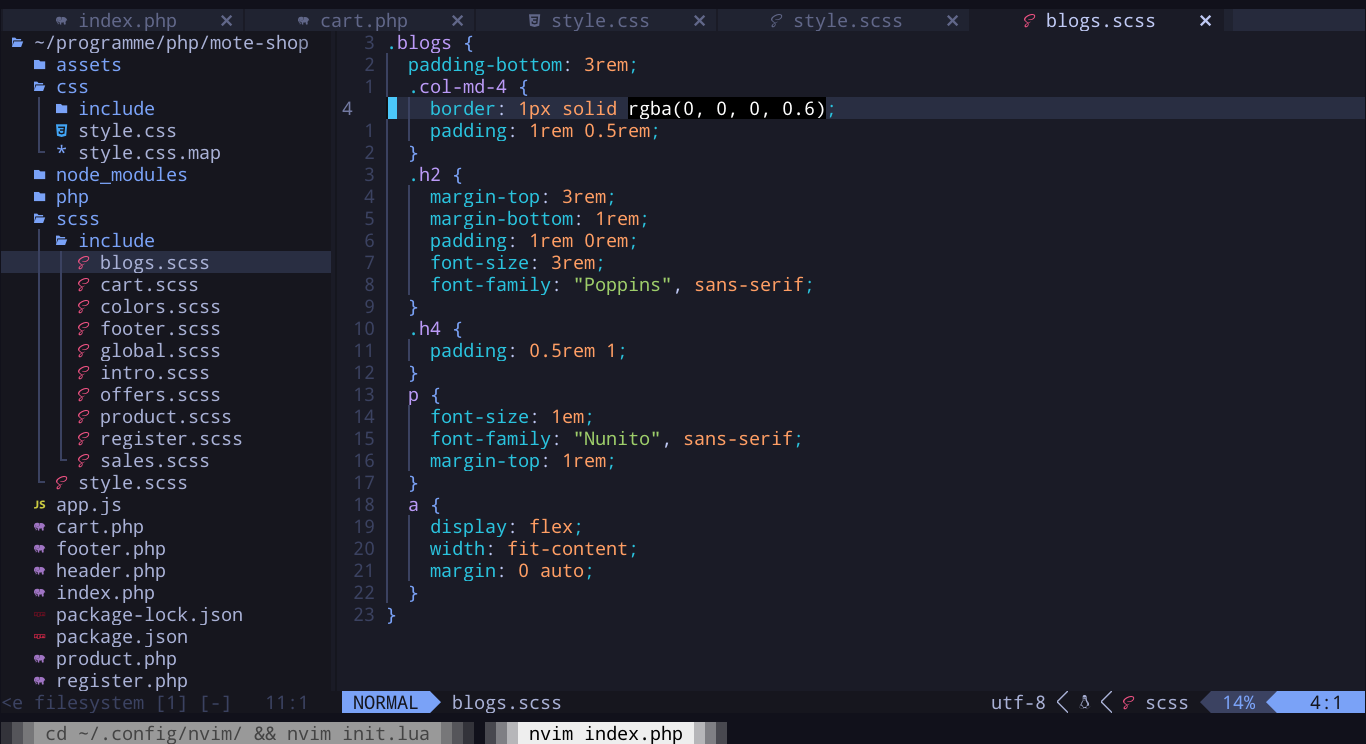 index.php ✕ cart.php ✕ style.css ✕ style.scss ✕ blogs.scss ✕
~/programme/php/mote-shop
assets
css
include
style.css
* style.css.map
node_modules
php
scss
include
blogs.scss
cart.scss
colors.scss
footer.scss
global.scss
intro.scss
offers.scss
product.scss
register.scss
sales.scss
style.scss
JS app.js
cart.php
footer.php
header.php
index.php
package-lock.json
package.json
product.php
register.php
<e filesystem [1] [-] 11:1
3 .blogs {
2 padding-bottom: 3rem;
1 .col-md-4 {
4 border: 1px solid rgba(0, 0, 0, 0.6);
1 padding: 1rem 0.5rem;
2 }
3 .h2 {
4 margin-top: 3rem;
5 margin-bottom: 1rem;
6 padding: 1rem 0rem;
7 font-size: 3rem;
8 font-family: "Poppins", sans-serif;
9 }
10 .h4 {
11 padding: 0.5rem 1;
12 }
13 p {
14 font-size: 1em;
15 font-family: "Nunito", sans-serif;
16 margin-top: 1rem;
17 }
18 a {
19 display: flex;
20 width: fit-content;
21 margin: 0 auto;
22 }
23 }
NORMAL blogs.scss utf-8 scss 14% 4:1
cd ~/.config/nvim/ && nvim init.lua nvim index.php